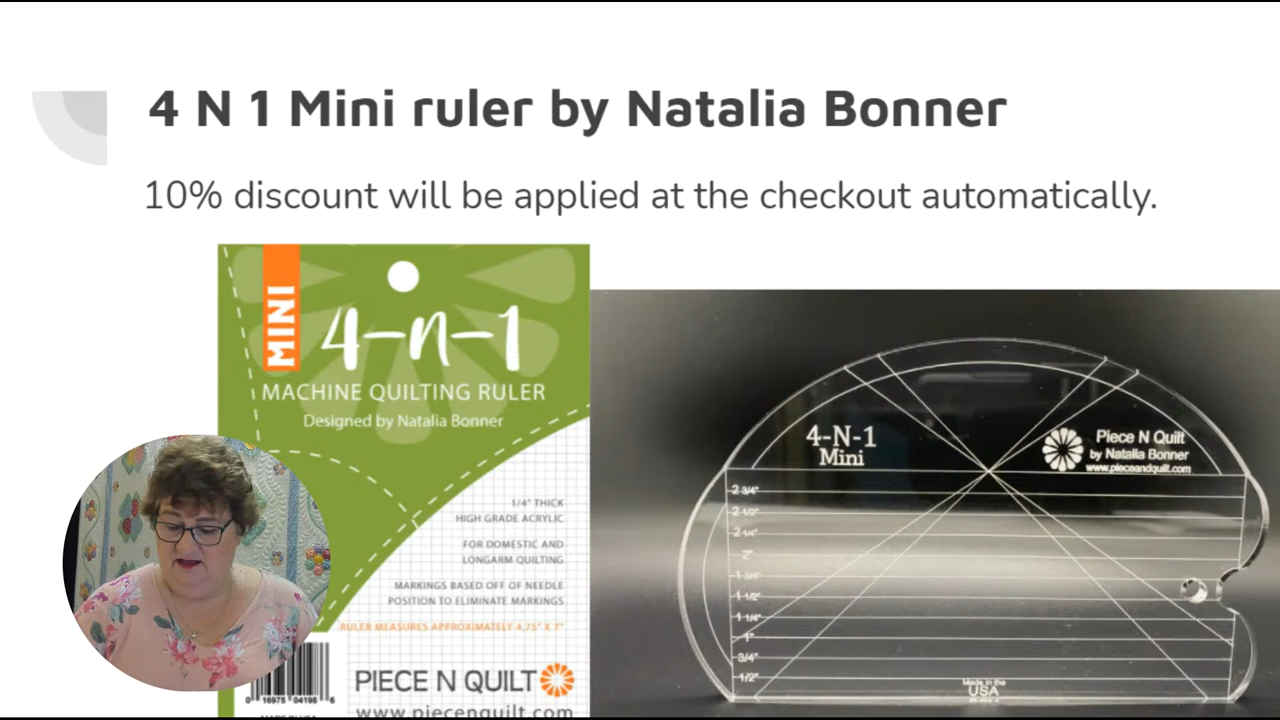 4 N 1 Mini ruler by Natalia Bonner
10% discount will be applied at the checkout automatically.
MINI
4-n-1
MACHINE QUILTING RULER
Designed by Natalia Bonner
1/4" THICK
HIGH GRADE ACRYLIC
FOR DOMESTIC AND
LONGARM QUILTING
MARKINGS BASED OFF OF NEEDLE
POSITION TO ELIMINATE MARKINGS
RULER MEASURES APPROXIMATELY 4.75" X 7"
PIECE N QUILT
www.piecenquilt.com
0 16975 04198 6
4-N-1
Mini
Piece N Quilt
by Natalia Bonner
www.pieceandquilt.com
2 3/4"
2 1/2"
2 1/4"
2"
1 3/4"
1 1/2"
1 1/4"
1"
3/4"
1/2"
Made in the
USA